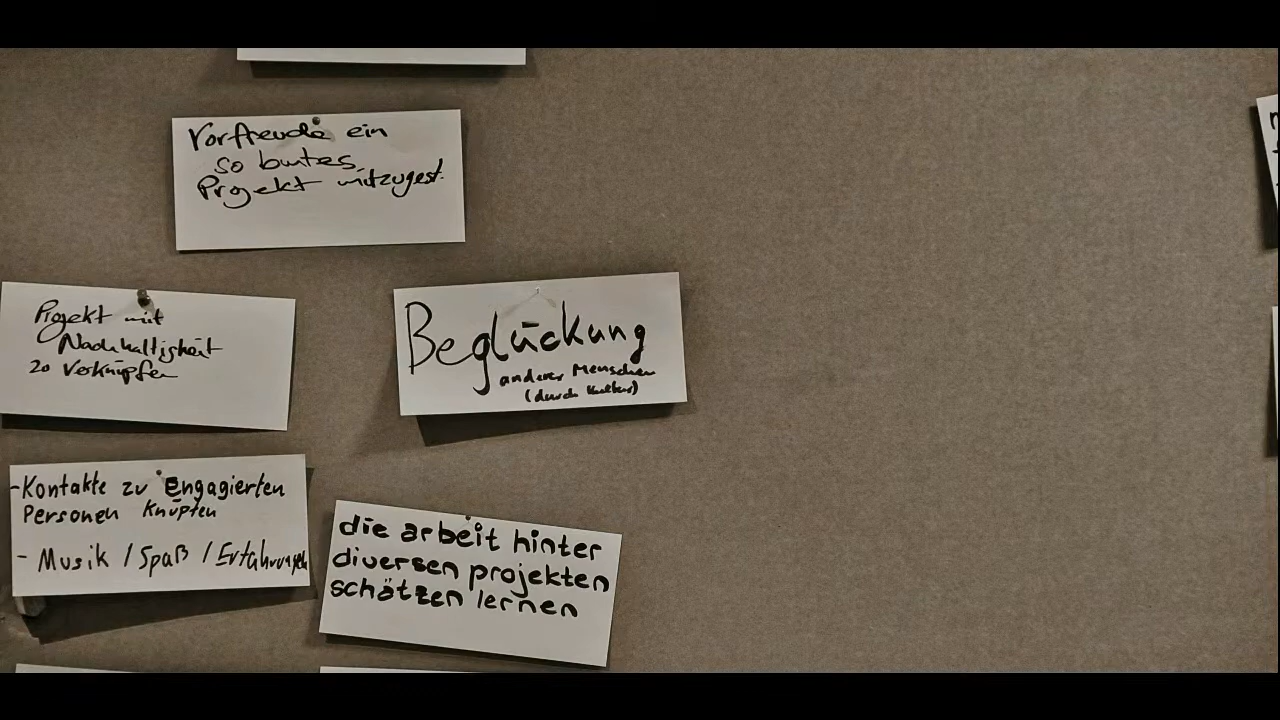 Vorfreude ein
so buntes
Projekt mitzugest.
Projekt mit
Nachhaltigkeit
zu verknüpfen
Beglückung
anderer Menschen
(durch Kultur)
- Kontakte zu Engagierten
Personen Knüpfen
- Musik / Spaß / Erfahrungen
die arbeit hinter
diversen projekten
schätzen lernen